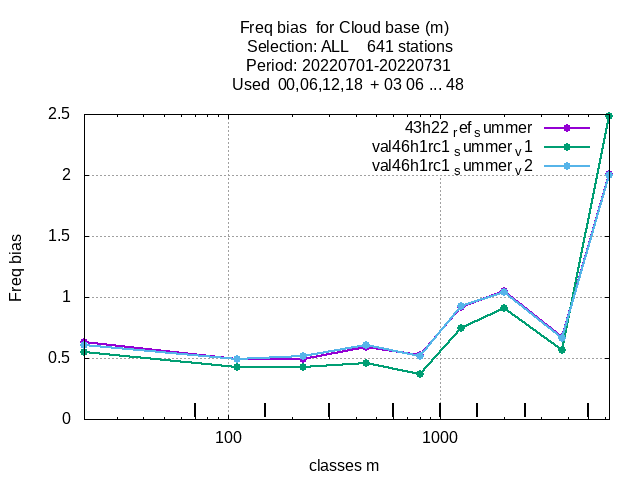 Freq bias  for Cloud base (m)
Selection: ALL    641 stations
Period: 20220701-20220731
Used  00,06,12,18  + 03 06 ... 48
43h22 ref summer
val46h1rc1 summer v1
val46h1rc1 summer v2
2.5
2
1.5
1
0.5
0
Freq bias
100
1000
classes m